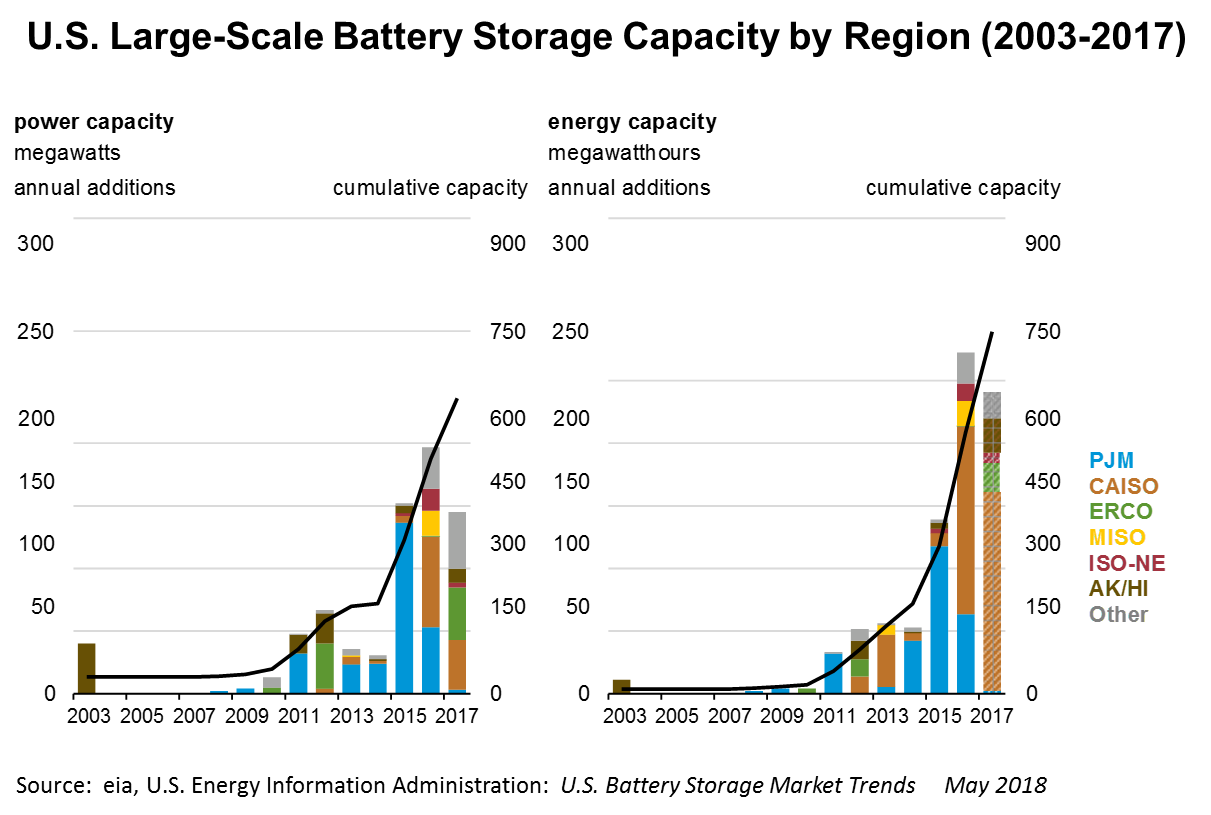 U.S. Large-Scale Battery Storage Capacity by Region (2003-2017)
power capacity
megawatts
annual additions cumulative capacity
300 900
250 750
200 600
150 450
100 300
50 150
0 0
2003 2005 2007 2009 2011 2013 2015 2017
energy capacity
megawatthours
annual additions cumulative capacity
300 900
250 750
200 600
150 450
100 300
50 150
0 0
2003 2005 2007 2009 2011 2013 2015 2017
PJM
CAISO
ERCO
MISO
ISO-NE
AK/HI
Other
Source: eia, U.S. Energy Information Administration: U.S. Battery Storage Market Trends May 2018